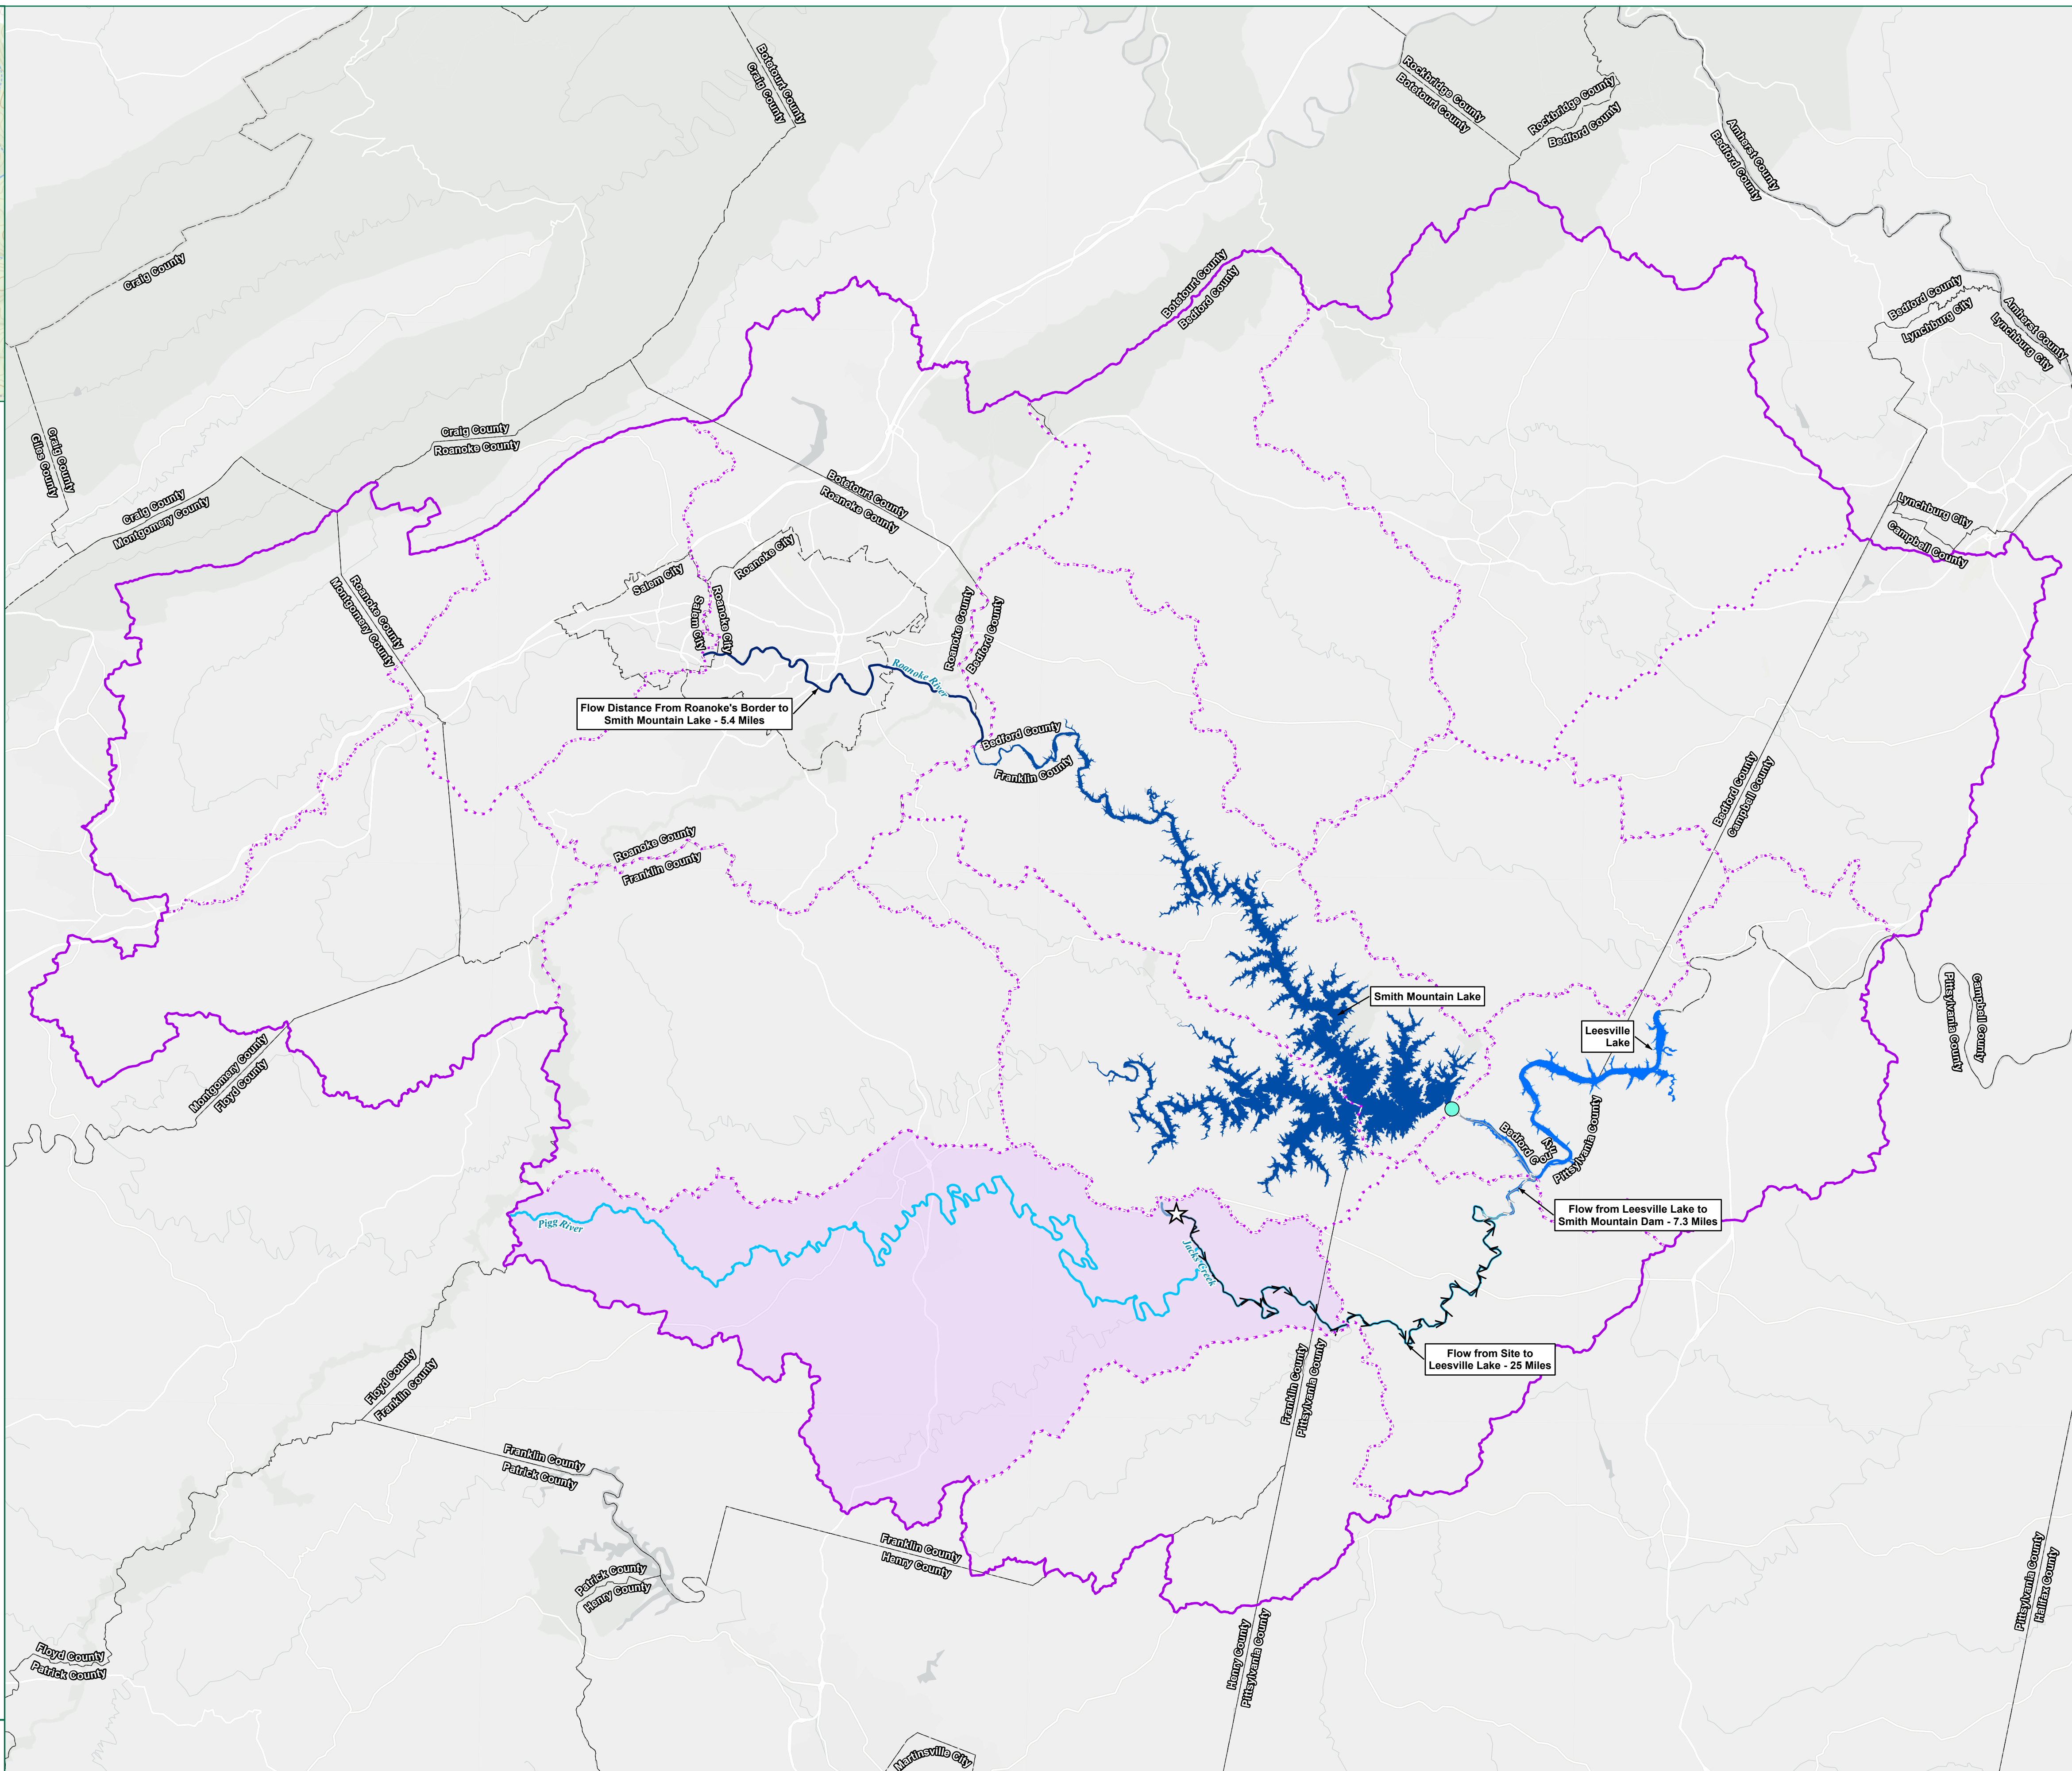 Botetourt County
Craig County
Rockbridge County
Botetourt County
Rockbridge County
Bedford County
Amherst County
Bedford County
Craig County
Botetourt County
Bedford County
Bedford County
Lynchburg City
Amherst County
Lynchburg City
Craig County
Giles County
Craig County
Roanoke County
Craig County
Montgomery County
Botetourt County
Roanoke County
Lynchburg City
Campbell County
Roanoke County
Montgomery County
Salem City
Roanoke City
Salem City
Roanoke City
Roanoke County
Bedford County
Roanoke River
Flow Distance From Roanoke's Border to
Smith Mountain Lake - 5.4 Miles
Bedford County
Franklin County
Bedford County
Campbell County
Roanoke County
Franklin County
Smith Mountain Lake
Leesville
Lake
Campbell County
Pittsylvania County
Montgomery County
Floyd County
Bedford County
Pittsylvania County
Pigg River
Jacks Creek
Flow from Leesville Lake to
Smith Mountain Dam - 7.3 Miles
Flow from Site to
Leesville Lake - 25 Miles
Franklin County
Pittsylvania County
Floyd County
Franklin County
Franklin County
Patrick County
Franklin County
Henry County
Patrick County
Henry County
Pittsylvania County
Halifax County
Floyd County
Patrick County
Henry County
Pittsylvania County
Martinsville City